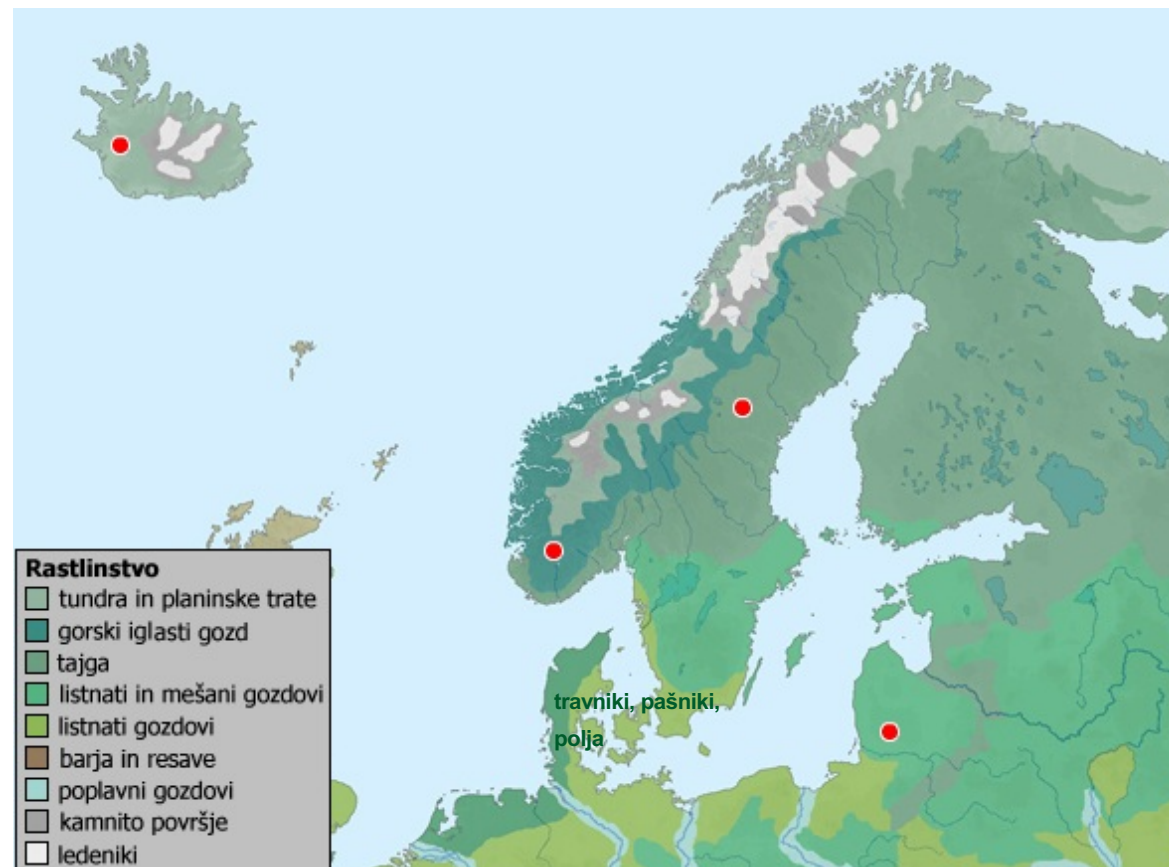 travniki, pašniki,
polja
Rastlinstvo
tundra in planinske trate
gorski iglasti gozd
tajga
listnati in mešani gozdovi
listnati gozdovi
barja in resave
poplavni gozdovi
kamnito površje
ledeniki